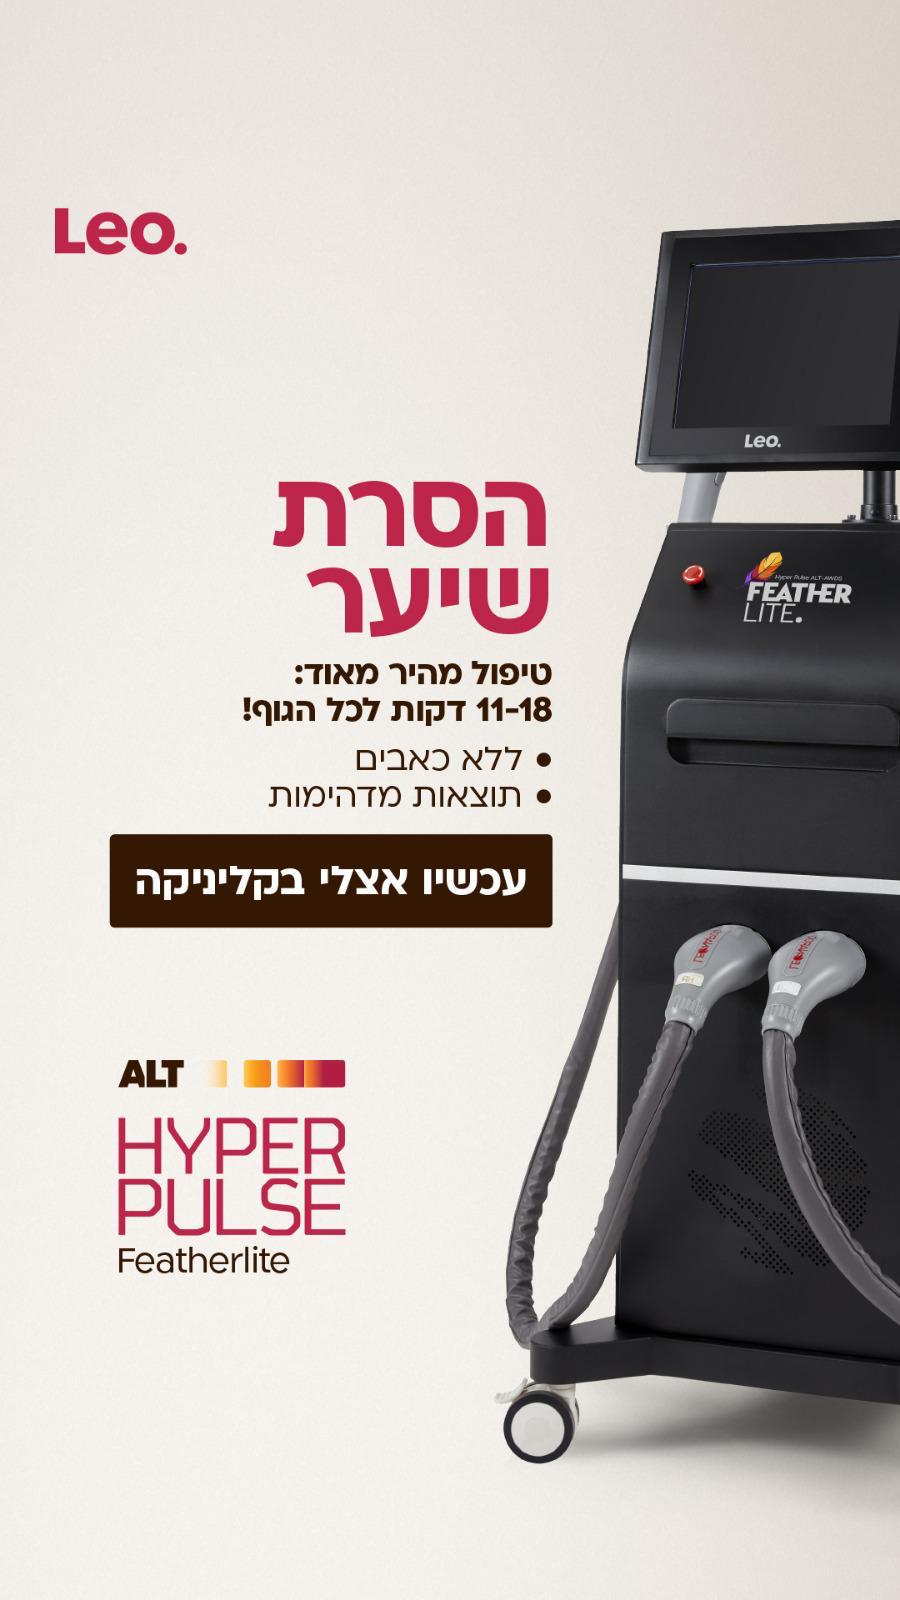 Leo.
Leo.
הסרת
שיער
Hyper Pulse ALT-AWDS
FEATHER
LITE.
טיפול מהיר מאוד:
11-18 דקות לכל הגוף!
• ללא כאבים
• תוצאות מדהימות
עכשיו אצלי בקליניקה
ALT
HYPER
PULSE
Featherlite